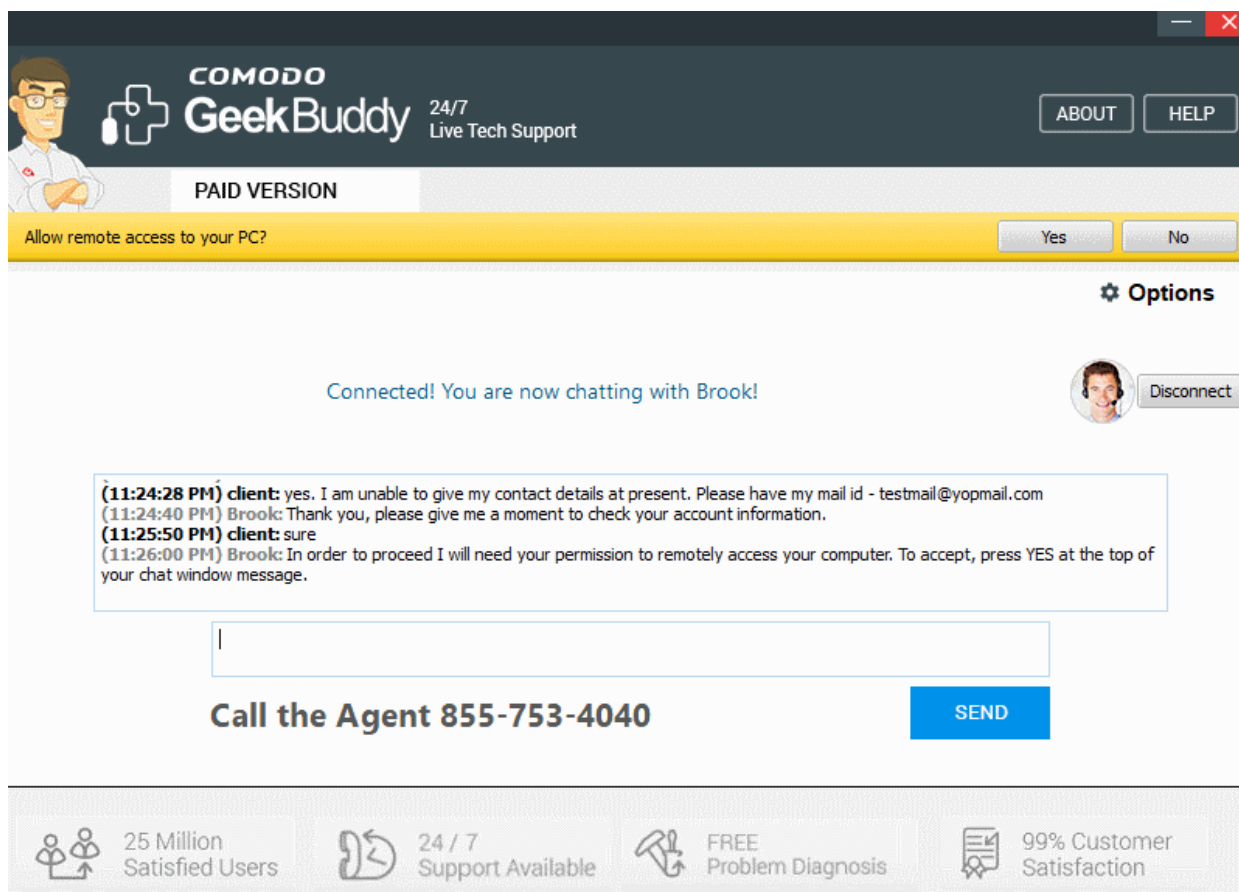 COMODO
GeekBuddy
24/7
Live Tech Support
ABOUT
HELP
PAID VERSION
Allow remote access to your PC?
Yes
No
Options
Connected! You are now chatting with Brook!
Disconnect
(11:24:28 PM) client: yes. I am unable to give my contact details at present. Please have my mail id - testmail@yopmail.com
(11:24:40 PM) Brook: Thank you, please give me a moment to check your account information.
(11:25:50 PM) client: sure
(11:26:00 PM) Brook: In order to proceed I will need your permission to remotely access your computer. To accept, press YES at the top of
your chat window message.
Call the Agent 855-753-4040
SEND
25 Million
Satisfied Users
24 / 7
Support Available
FREE
Problem Diagnosis
99% Customer
Satisfaction